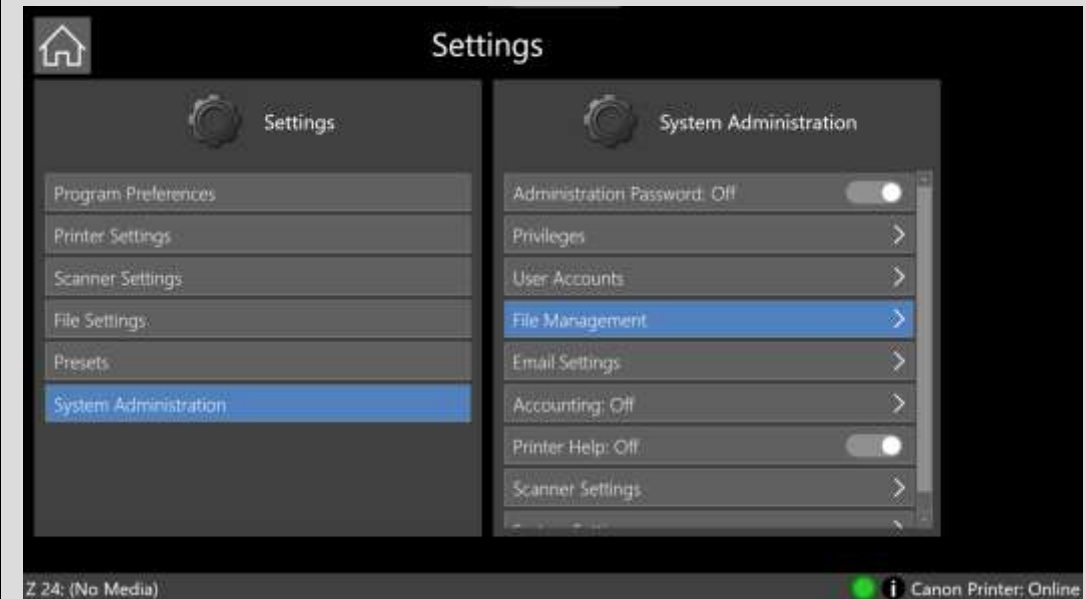 Settings
Settings
Program Preferences
Printer Settings
Scanner Settings
File Settings
Presets
System Administration
System Administration
Administration Password: Off
Privileges
User Accounts
File Management
Email Settings
Accounting: Off
Printer Help: Off
Scanner Settings
Z 24: (No Media)
i Canon Printer: Online